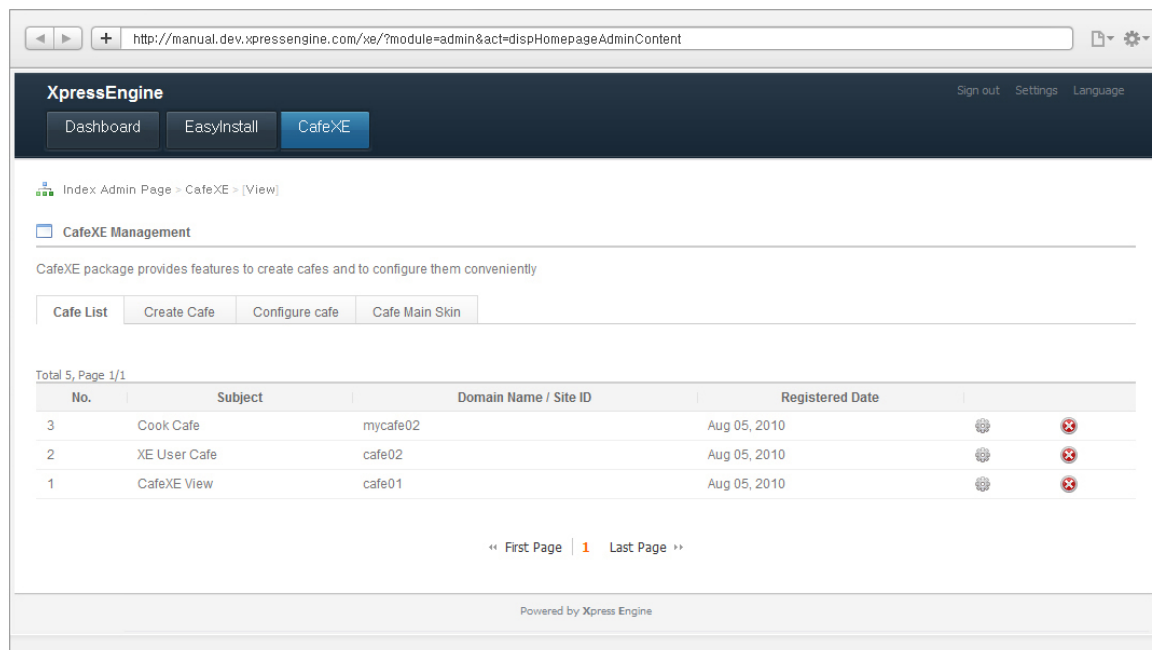 http://manual.dev.xpressengine.com/xe/?module=admin&act=dispHomepageAdminContent
XpressEngine Sign out Settings Language
Dashboard EasyInstall CafeXE
Index Admin Page > CafeXE > [View]
CafeXE Management
CafeXE package provides features to create cafes and to configure them conveniently
Cafe List Create Cafe Configure cafe Cafe Main Skin
Total 5, Page 1/1
No. Subject Domain Name / Site ID Registered Date
3 Cook Cafe mycafe02 Aug 05, 2010
2 XE User Cafe cafe02 Aug 05, 2010
1 CafeXE View cafe01 Aug 05, 2010
First Page 1 Last Page
Powered by Xpress Engine